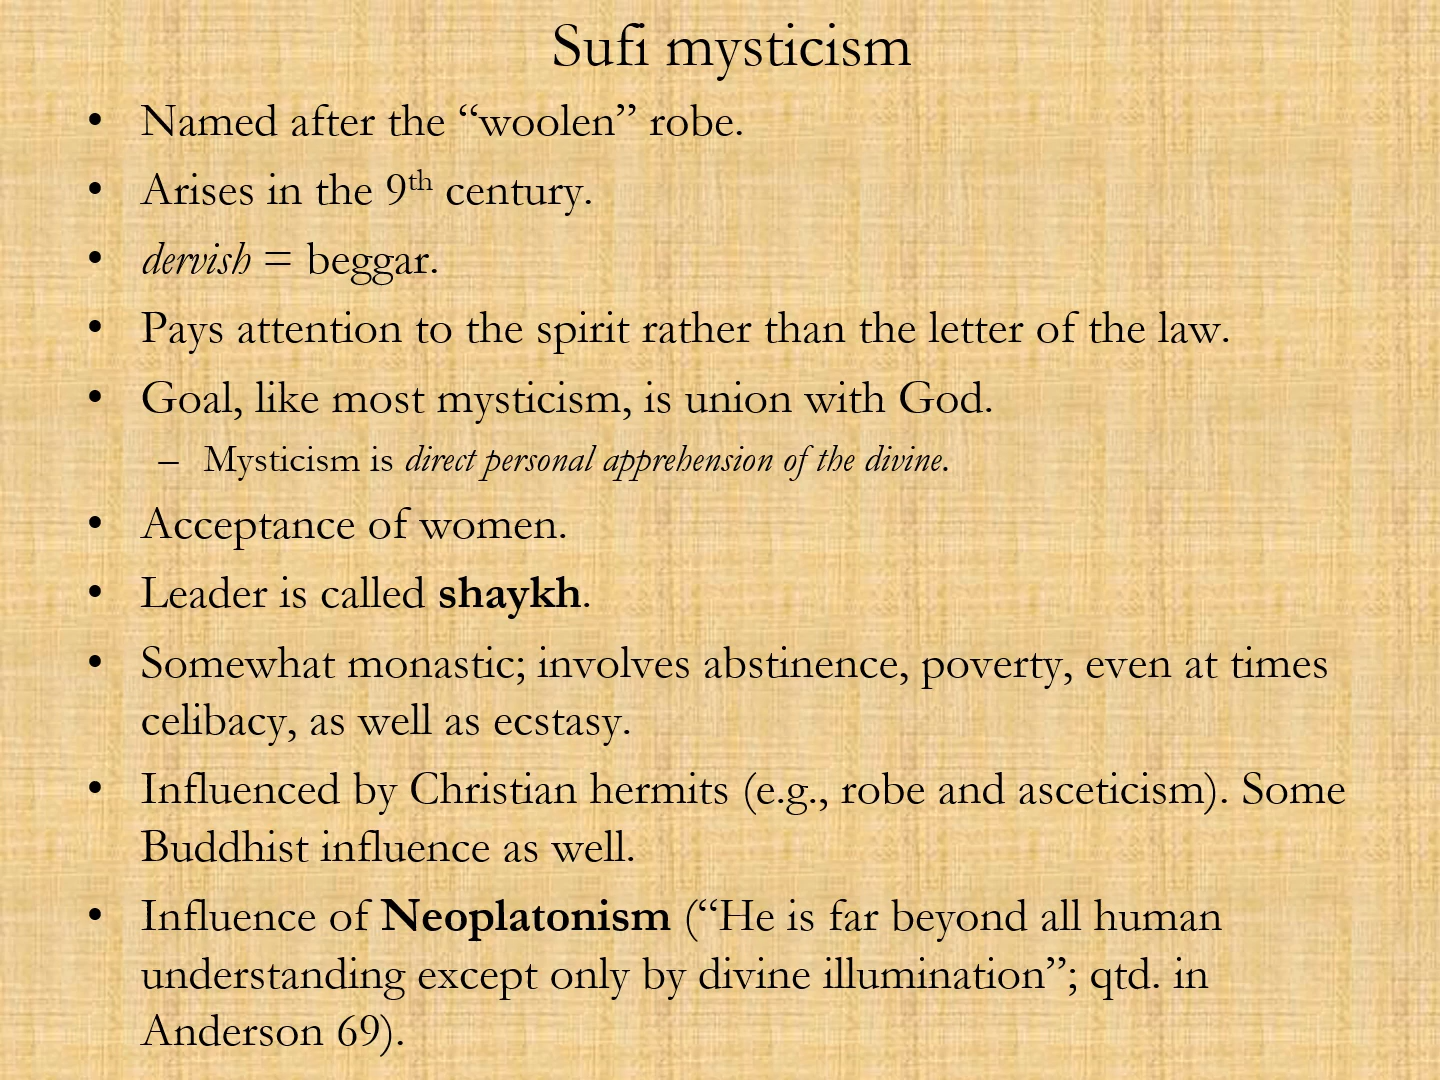 Sufi mysticism
• Named after the “woolen” robe.
• Arises in the 9th century.
• dervish = beggar.
• Pays attention to the spirit rather than the letter of the law.
• Goal, like most mysticism, is union with God.
– Mysticism is direct personal apprehension of the divine.
• Acceptance of women.
• Leader is called shaykh.
• Somewhat monastic; involves abstinence, poverty, even at times
celibacy, as well as ecstasy.
• Influenced by Christian hermits (e.g., robe and asceticism). Some
Buddhist influence as well.
• Influence of Neoplatonism (“He is far beyond all human
understanding except only by divine illumination”; qtd. in
Anderson 69).